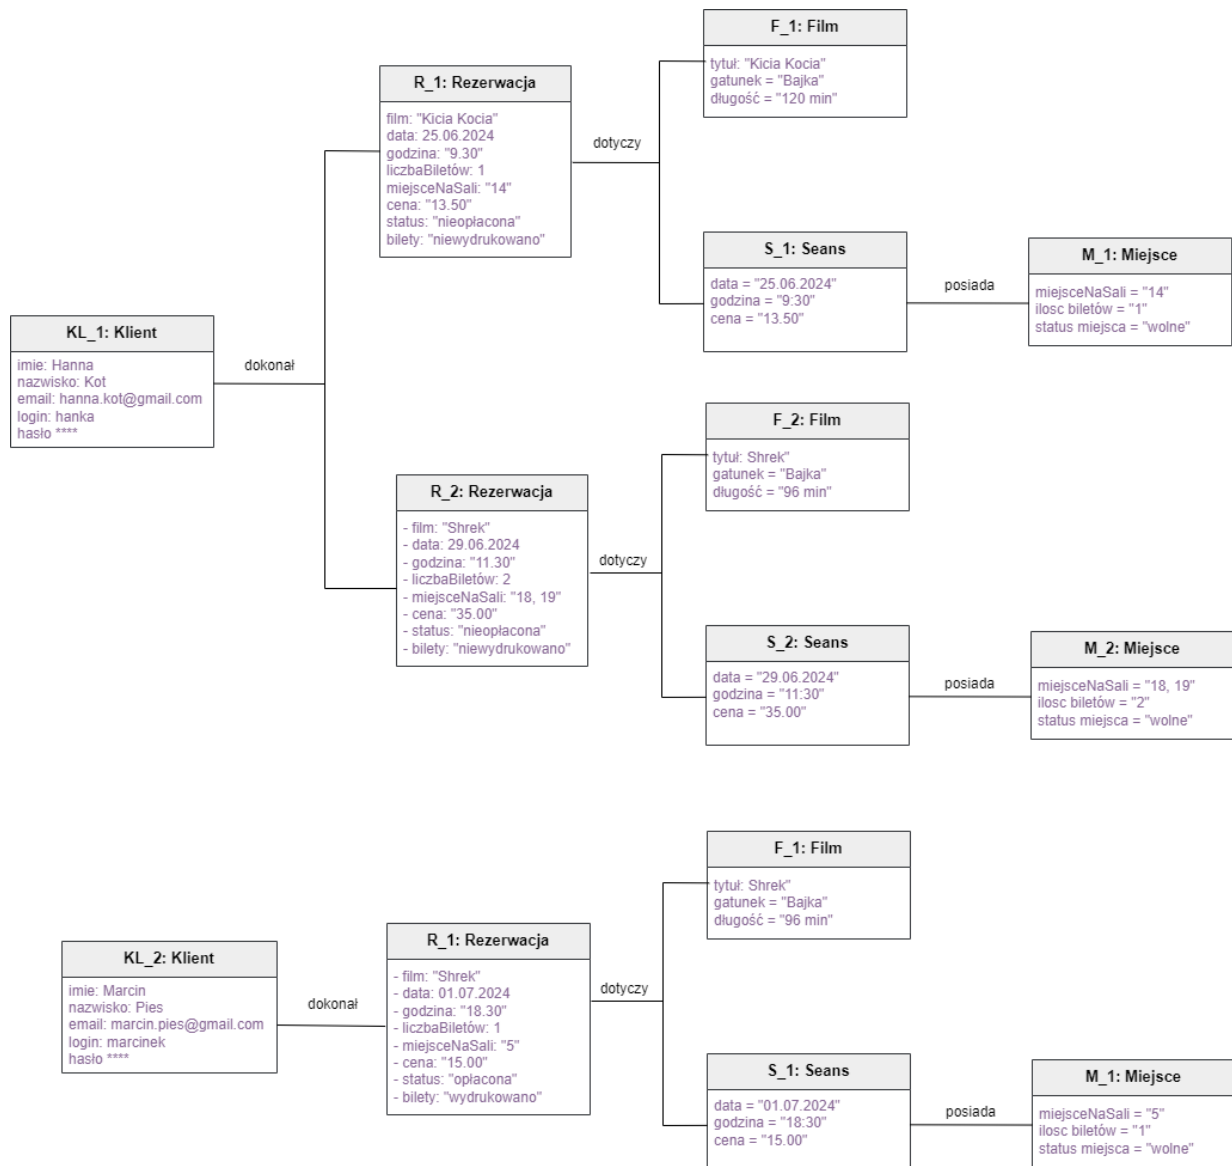 F_1: Film
tytuł: "Kicia Kocia"
gatunek = "Bajka"
długość = "120 min"
R_1: Rezerwacja
film: "Kicia Kocia"
data: 25.06.2024
godzina: "9.30"
liczbaBiletów: 1
miejsceNaSali: "14"
cena: "13.50"
status: "nieopłacona"
bilety: "niewydrukowano"
dotyczy
S_1: Seans
data = "25.06.2024"
godzina = "9:30"
cena = "13.50"
posiada
M_1: Miejsce
miejsceNaSali = "14"
ilosc biletów = "1"
status miejsca = "wolne"
KL_1: Klient
imie: Hanna
nazwisko: Kot
email: hanna.kot@gmail.com
login: hanka
hasło ****
dokonał
F_2: Film
tytuł: Shrek"
gatunek = "Bajka"
długość = "96 min"
R_2: Rezerwacja
- film: "Shrek"
- data: 29.06.2024
- godzina: "11.30"
- liczbaBiletów: 2
- miejsceNaSali: "18, 19"
- cena: "35.00"
- status: "nieopłacona"
- bilety: "niewydrukowano"
dotyczy
S_2: Seans
data = "29.06.2024"
godzina = "11:30"
cena = "35.00"
posiada
M_2: Miejsce
miejsceNaSali = "18, 19"
ilosc biletów = "2"
status miejsca = "wolne"
F_1: Film
tytuł: Shrek"
gatunek = "Bajka"
długość = "96 min"
KL_2: Klient
imie: Marcin
nazwisko: Pies
email: marcin.pies@gmail.com
login: marcinek
hasło ****
dokonał
R_1: Rezerwacja
- film: "Shrek"
- data: 01.07.2024
- godzina: "18.30"
- liczbaBiletów: 1
- miejsceNaSali: "5"
- cena: "15.00"
- status: "opłacona"
- bilety: "wydrukowano"
dotyczy
S_1: Seans
data = "01.07.2024"
godzina = "18:30"
cena = "15.00"
posiada
M_1: Miejsce
miejsceNaSali = "5"
ilosc biletów = "1"
status miejsca = "wolne"